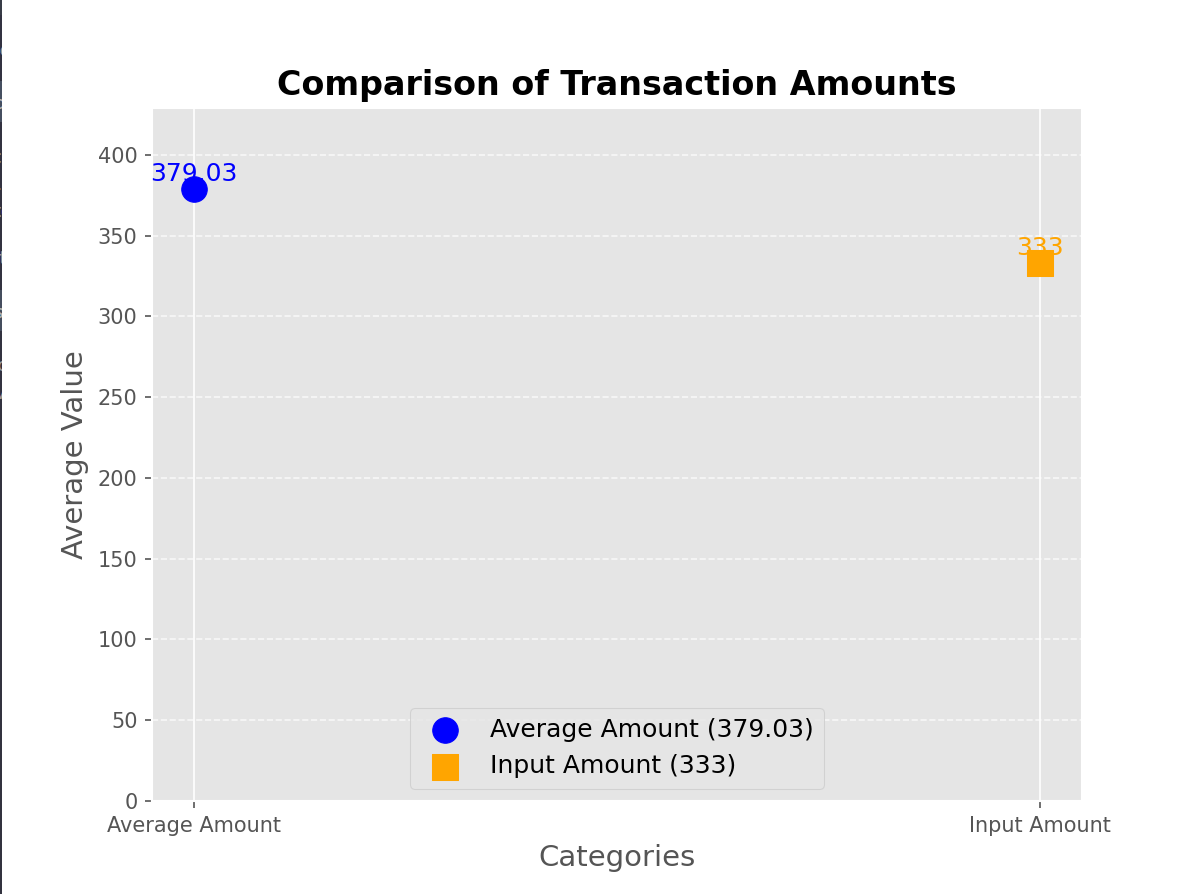 Comparison of Transaction Amounts
400
350
300
250
200
150
100
50
0
Average Value
379.03
333
Average Amount (379.03)
Input Amount (333)
Average Amount
Input Amount
Categories